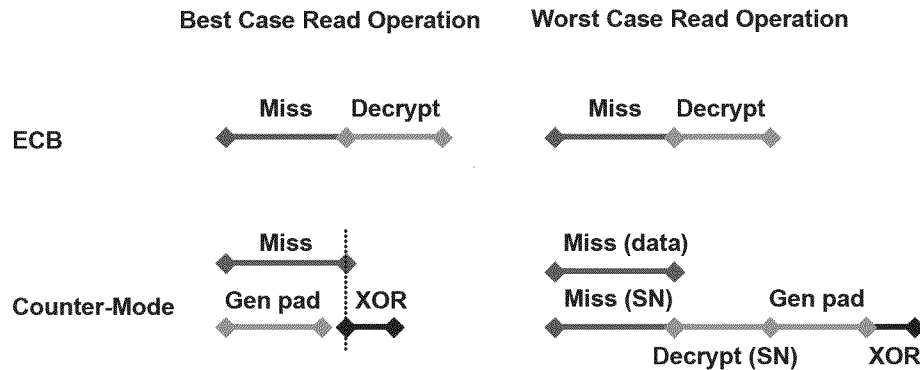 Best Case Read Operation Worst Case Read Operation
Miss Decrypt Miss Decrypt
ECB
Miss Miss (data)
Gen pad XOR Miss (SN) Gen pad
Counter-Mode
Decrypt (SN) XOR